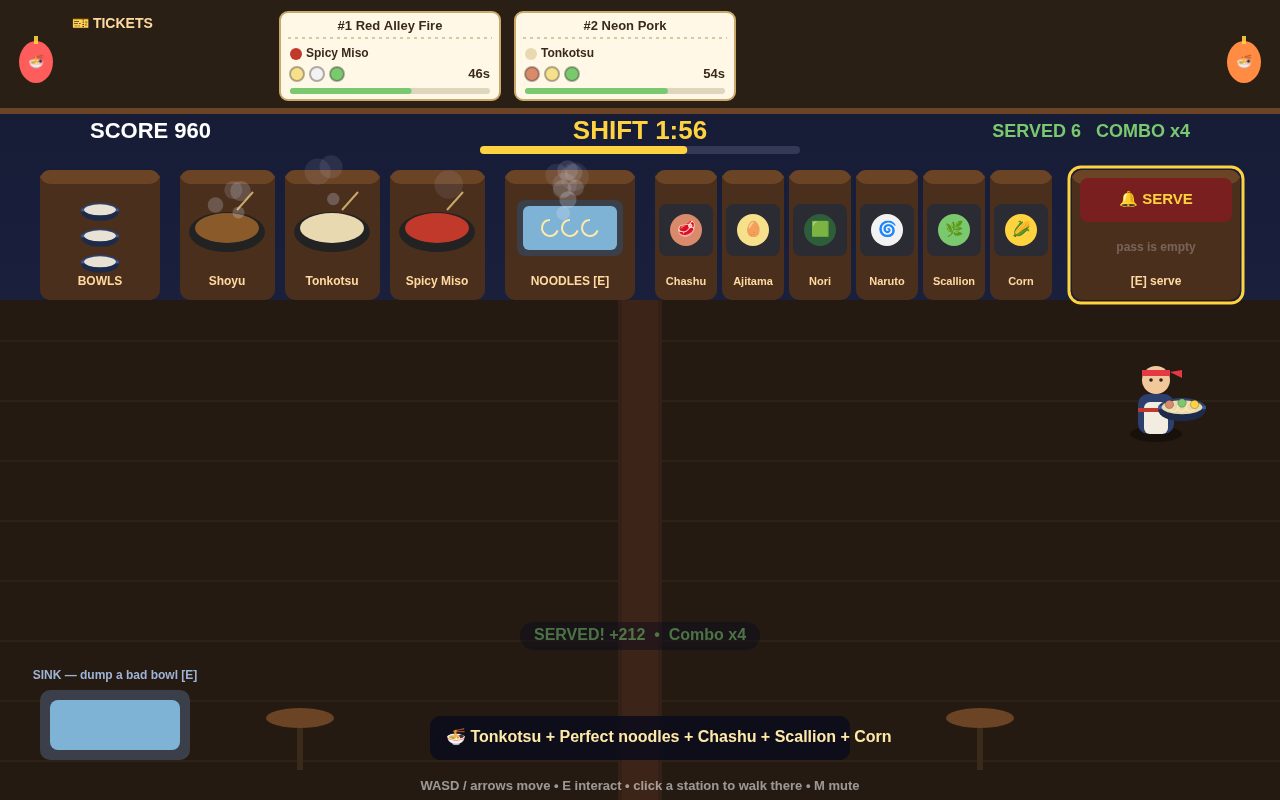 🎫 TICKETS
#1 Red Alley Fire
Spicy Miso
46s
#2 Neon Pork
Tonkotsu
54s
SCORE 960
SHIFT 1:56
SERVED 6 COMBO x4
BOWLS
Shoyu
Tonkotsu
Spicy Miso
NOODLES [E]
Chashu
Ajitama
Nori
Naruto
Scallion
Corn
🔔 SERVE
pass is empty
[E] serve
SERVED! +212 • Combo x4
SINK — dump a bad bowl [E]
🍜 Tonkotsu + Perfect noodles + Chashu + Scallion + Corn
WASD / arrows move • E interact • click a station to walk there • M mute